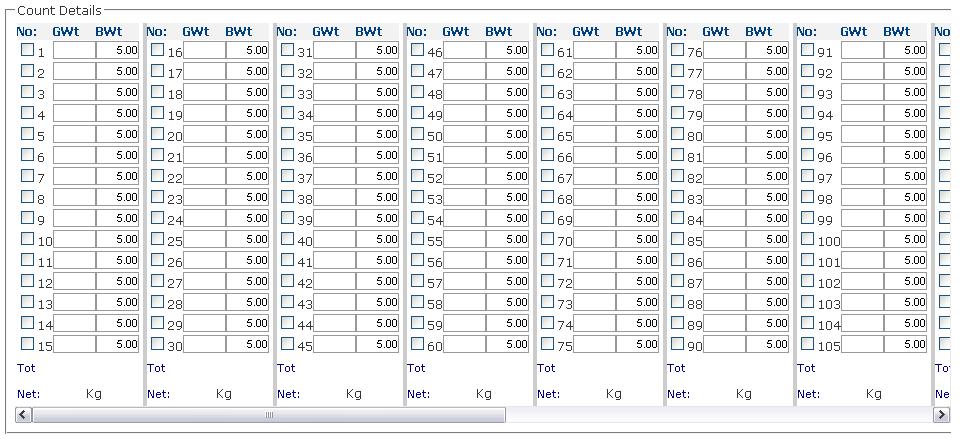 Count Details
No: GWt BWt No: GWt BWt No: GWt BWt No: GWt BWt No: GWt BWt No: GWt BWt No: GWt BWt No
1 5.00 16 5.00 31 5.00 46 5.00 61 5.00 76 5.00 91 5.00
2 5.00 17 5.00 32 5.00 47 5.00 62 5.00 77 5.00 92 5.00
3 5.00 18 5.00 33 5.00 48 5.00 63 5.00 78 5.00 93 5.00
4 5.00 19 5.00 34 5.00 49 5.00 64 5.00 79 5.00 94 5.00
5 5.00 20 5.00 35 5.00 50 5.00 65 5.00 80 5.00 95 5.00
6 5.00 21 5.00 36 5.00 51 5.00 66 5.00 81 5.00 96 5.00
7 5.00 22 5.00 37 5.00 52 5.00 67 5.00 82 5.00 97 5.00
8 5.00 23 5.00 38 5.00 53 5.00 68 5.00 83 5.00 98 5.00
9 5.00 24 5.00 39 5.00 54 5.00 69 5.00 84 5.00 99 5.00
10 5.00 25 5.00 40 5.00 55 5.00 70 5.00 85 5.00 100 5.00
11 5.00 26 5.00 41 5.00 56 5.00 71 5.00 86 5.00 101 5.00
12 5.00 27 5.00 42 5.00 57 5.00 72 5.00 87 5.00 102 5.00
13 5.00 28 5.00 43 5.00 58 5.00 73 5.00 88 5.00 103 5.00
14 5.00 29 5.00 44 5.00 59 5.00 74 5.00 89 5.00 104 5.00
15 5.00 30 5.00 45 5.00 60 5.00 75 5.00 90 5.00 105 5.00
Tot Tot Tot Tot Tot Tot Tot To
Net: Kg Net: Kg Net: Kg Net: Kg Net: Kg Net: Kg Net: Kg Ne